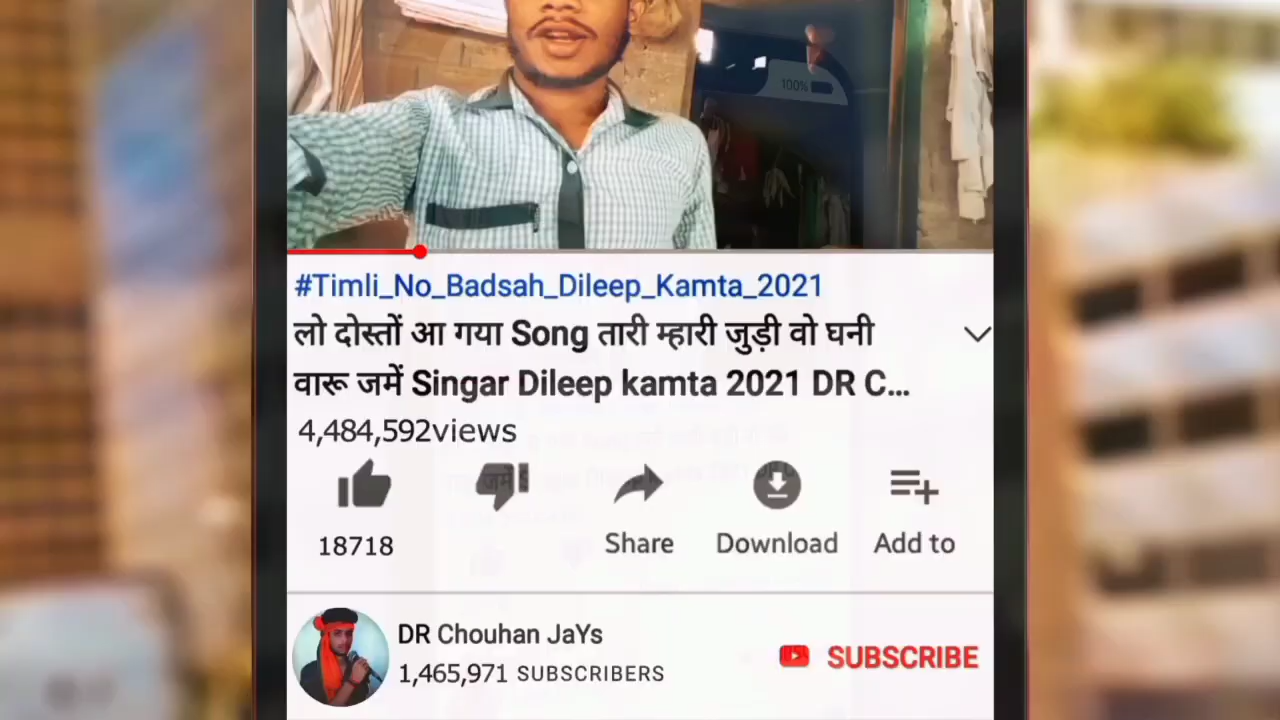 100%
#Timli_No_Badsah_Dileep_Kamta_2021
लो दोस्तों आ गया Song तारी म्हारी जुड़ी वो घनी
वारू जमें Singar Dileep kamta 2021 DR C...
4,484,592views
18718
Share
Download
Add to
DR Chouhan JaYs
1,465,971 SUBSCRIBERS
SUBSCRIBE